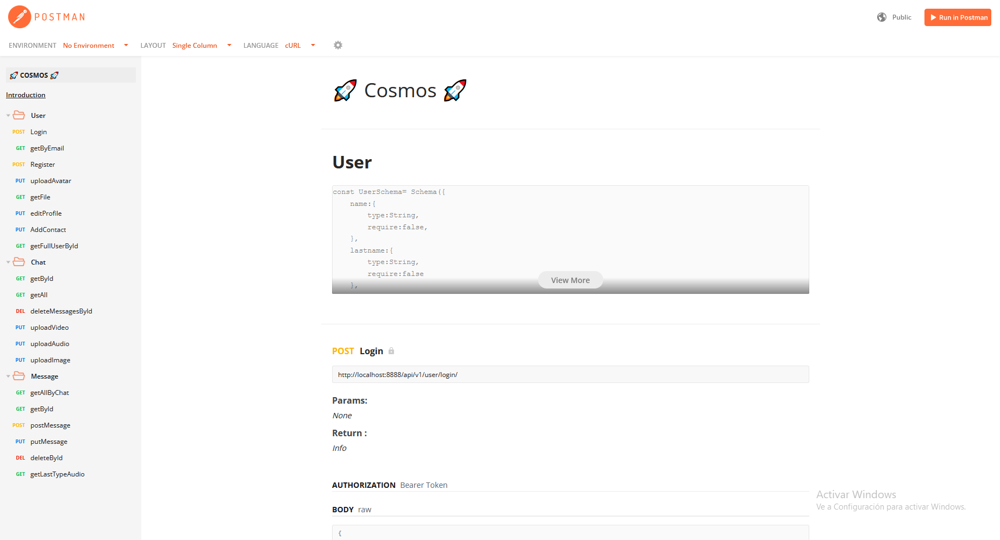 POSTMAN
Public
Run in Postman
ENVIRONMENT No Environment LAYOUT Single Column LANGUAGE cURL
🚀 COSMOS 🚀
Introduction
User
POST Login
GET getByEmail
POST Register
PUT uploadAvatar
GET getFile
PUT editProfile
PUT AddContact
GET getFullUserById
Chat
GET getById
GET getAll
DEL deleteMessagesById
PUT uploadVideo
PUT uploadAudio
PUT uploadImage
Message
GET getAllByChat
GET getById
POST postMessage
PUT putMessage
DEL deleteById
GET getLastTypeAudio
🚀 Cosmos 🚀
User
const UserSchema= Schema({
    name:{
        type:String,
        require:false,
    },
    lastname:{
        type:String,
        require:false
    },
View More
POST Login
http://localhost:8888/api/v1/user/login/
Params:
None
Return :
Info
AUTHORIZATION Bearer Token
BODY raw
{
Activar Windows
Ve a Configuración para activar Windows.